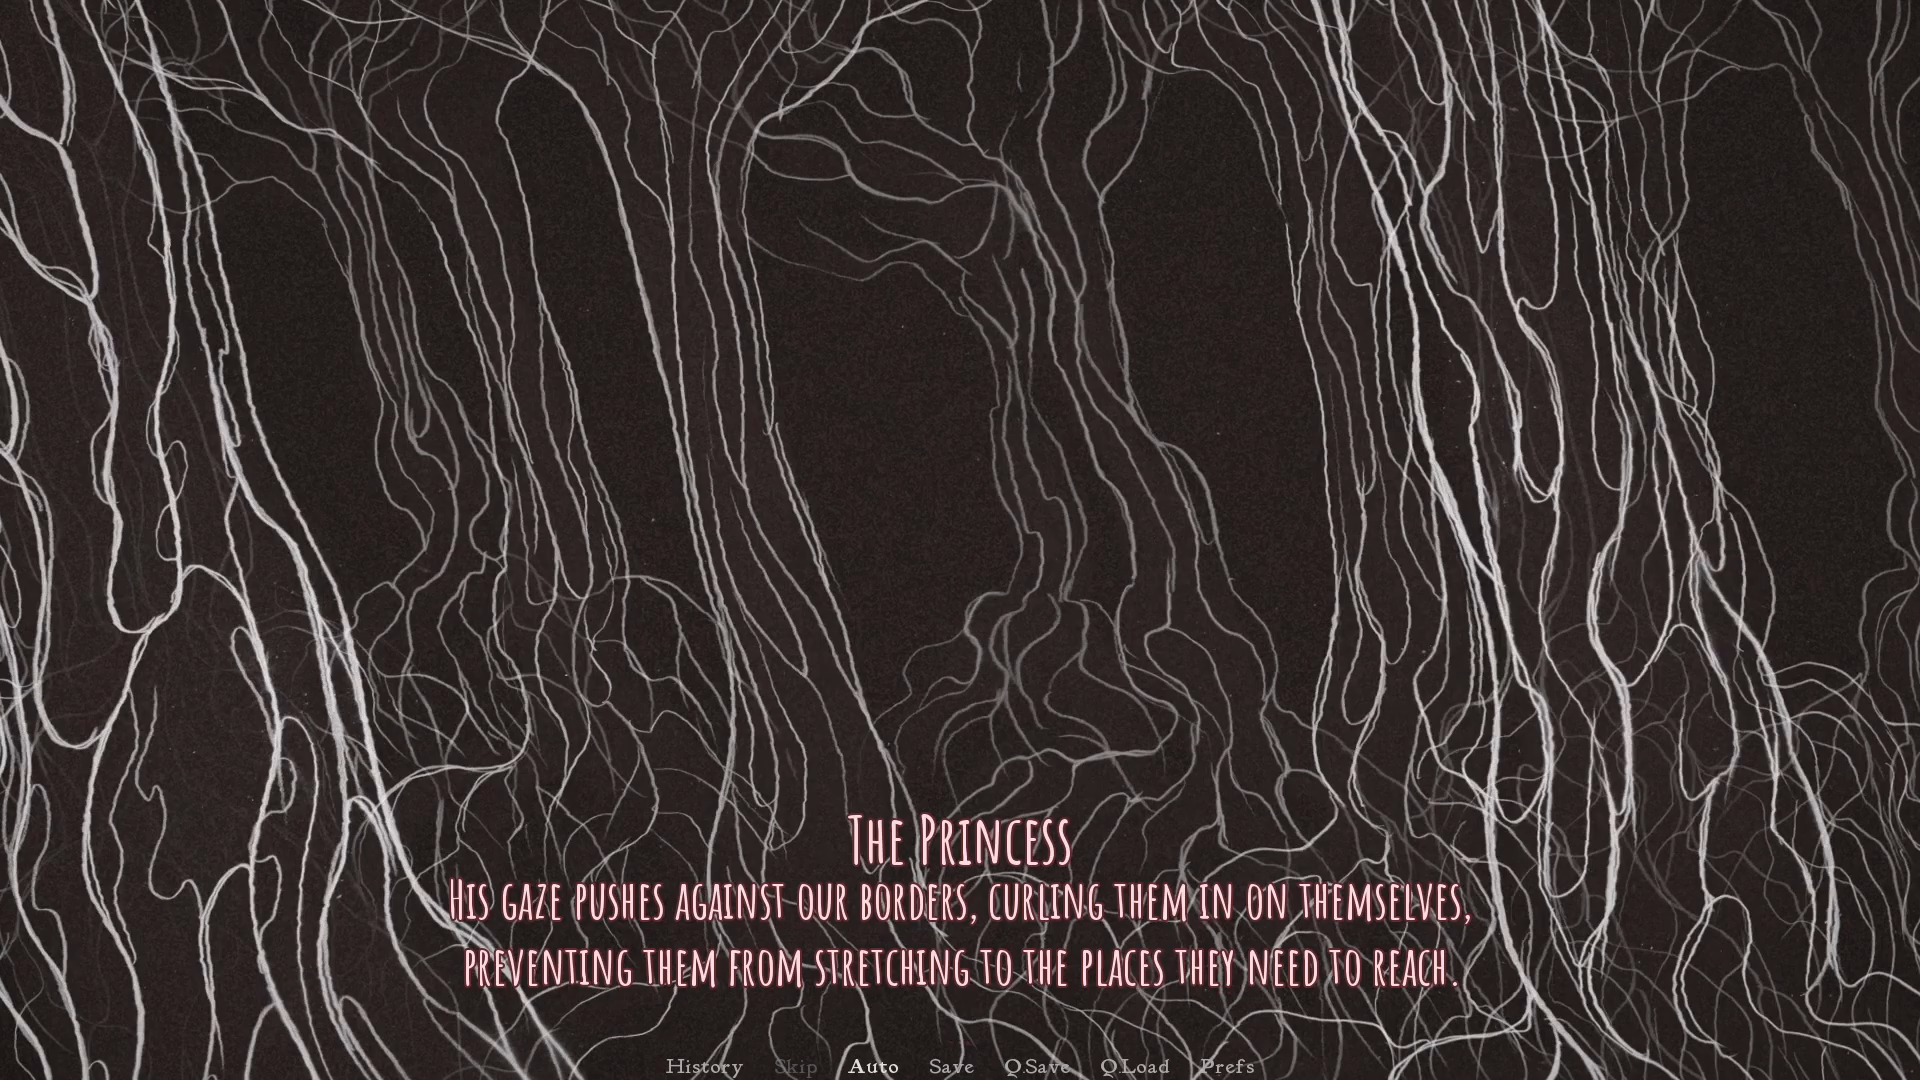 The Princess
His gaze pushes against our borders, curling them in on themselves,
preventing them from stretching to the places they need to reach.
History Skip Auto Save Q.Save Q.Load Prefs